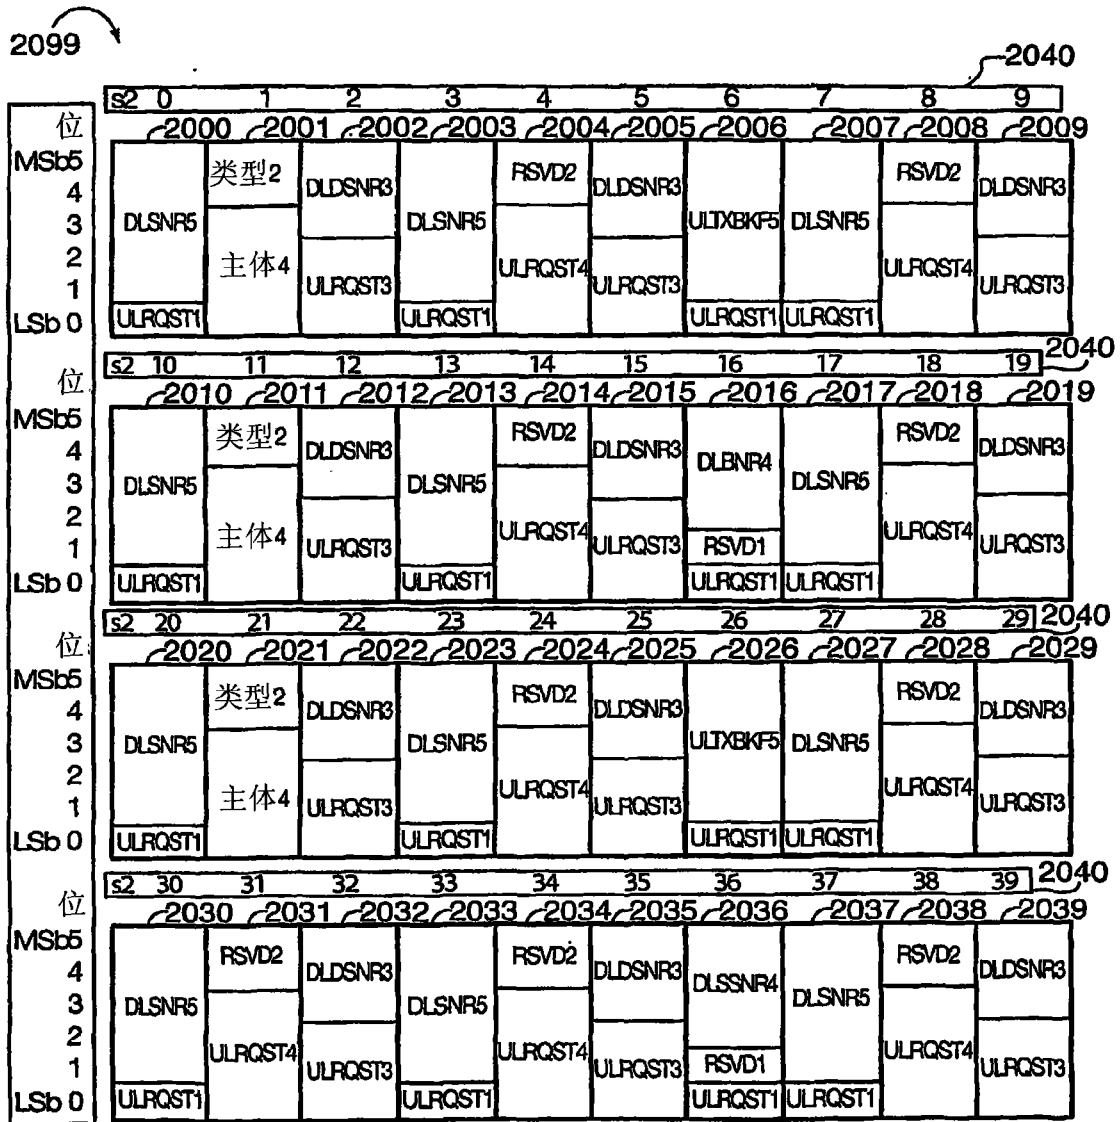 2099
2040
s2 0 1 2 3 4 5 6 7 8 9
位 2000 2001 2002 2003 2004 2005 2006 2007 2008 2009
MSb5 类型2 RSVD2 RSVD2
4 DLDSNR3 DLDSNR3 DLDSNR3
3 DLSNR5 DLSNR5 ULTXBKF5 DLSNR5
2 主体4 ULRQST4 ULRQST4
1 ULRQST3 ULRQST3 ULRQST3
LSb 0 ULRQST1 ULRQST1 ULRQST1 ULRQST1
s2 10 11 12 13 14 15 16 17 18 19 2040
位 2010 2011 2012 2013 2014 2015 2016 2017 2018 2019
MSb5 类型2 RSVD2 RSVD2
4 DLDSNR3 DLDSNR3 DLBNR4 DLDSNR3
3 DLSNR5 DLSNR5 DLSNR5
2 主体4 ULRQST4 ULRQST4
1 ULRQST3 ULRQST3 RSVD1 ULRQST3
LSb 0 ULRQST1 ULRQST1 ULRQST1 ULRQST1
s2 20 21 22 23 24 25 26 27 28 29 2040
位 2020 2021 2022 2023 2024 2025 2026 2027 2028 2029
MSb5 类型2 RSVD2 RSVD2
4 DLDSNR3 DLDSNR3 DLDSNR3
3 DLSNR5 DLSNR5 ULTXBKF5 DLSNR5
2 主体4 ULRQST4 ULRQST4
1 ULRQST3 ULRQST3 ULRQST3
LSb 0 ULRQST1 ULRQST1 ULRQST1 ULRQST1
s2 30 31 32 33 34 35 36 37 38 39 2040
位 2030 2031 2032 2033 2034 2035 2036 2037 2038 2039
MSb5 RSVD2 RSVD2 RSVD2
4 DLDSNR3 DLDSNR3 DLSSNR4 DLDSNR3
3 DLSNR5 DLSNR5 DLSNR5
2 ULRQST4 ULRQST4 ULRQST4
1 ULRQST3 ULRQST3 RSVD1 ULRQST3
LSb 0 ULRQST1 ULRQST1 ULRQST1 ULRQST1